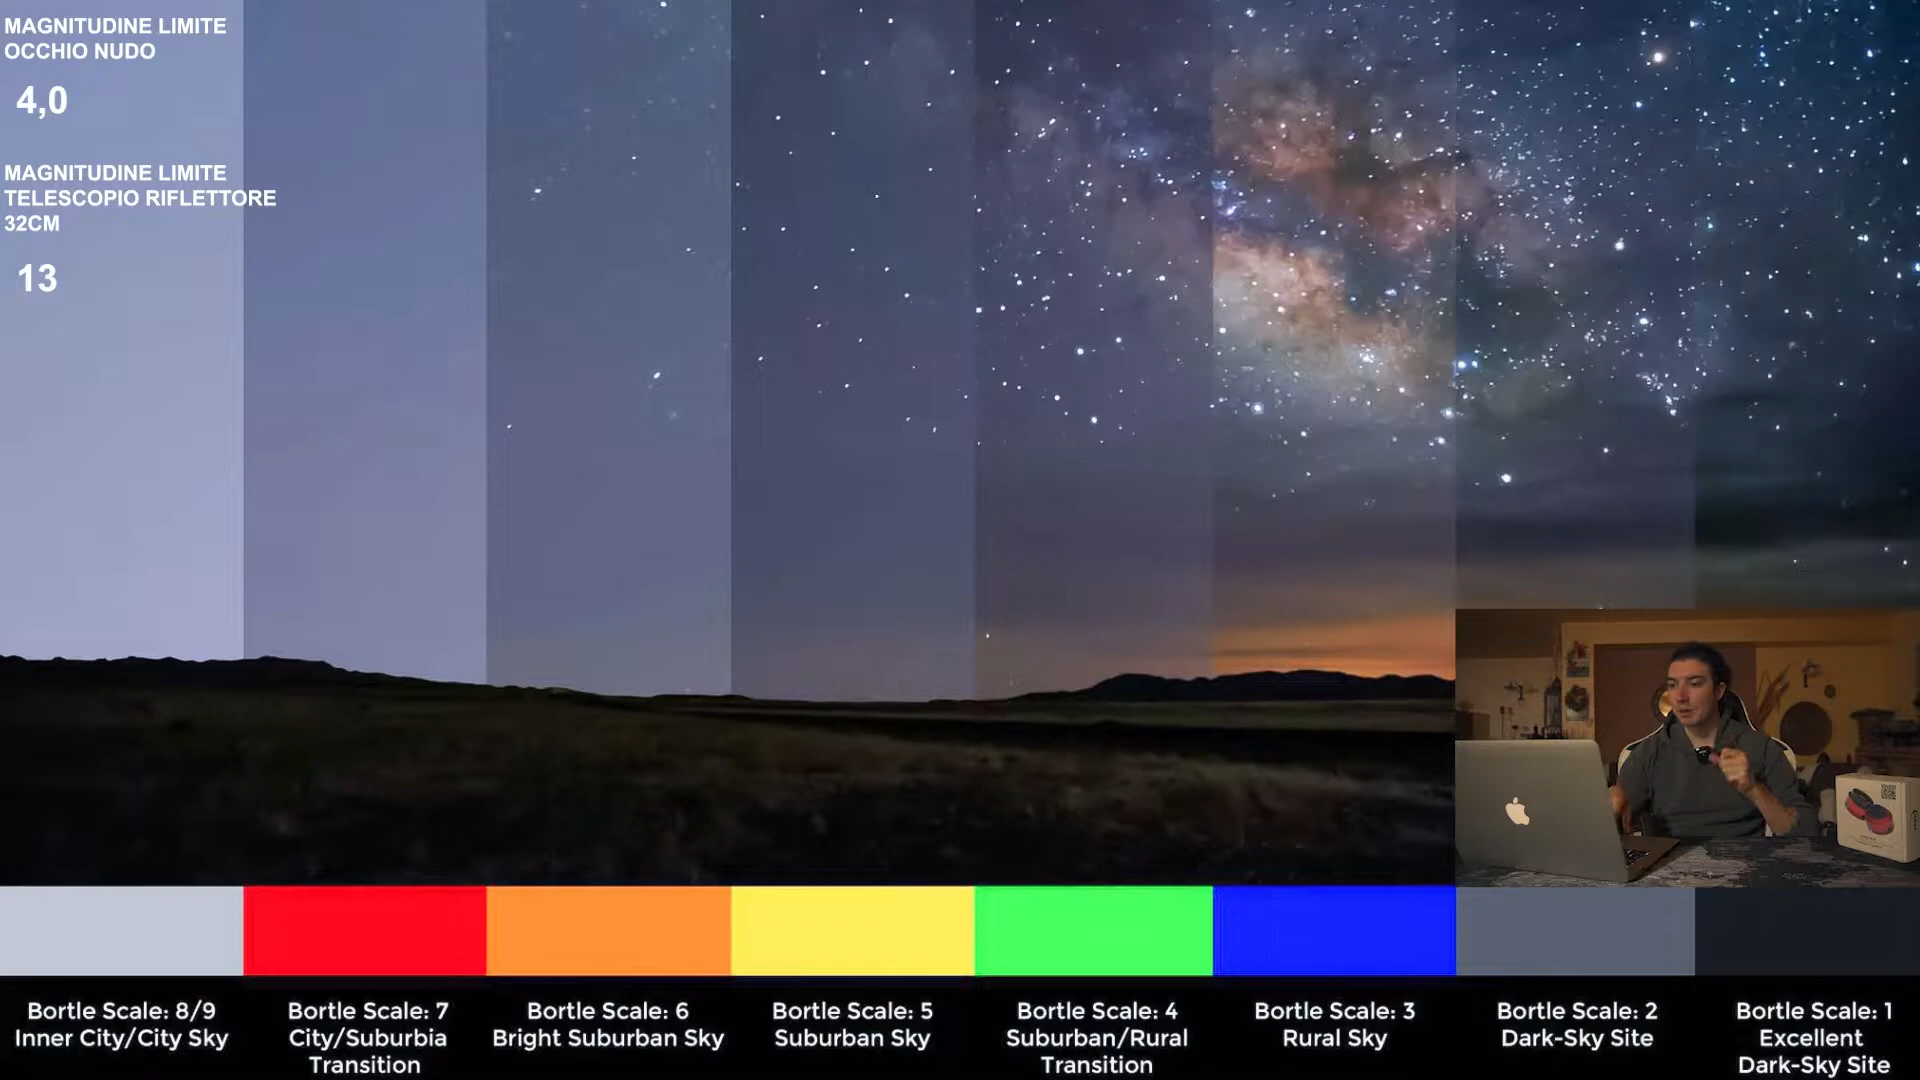 MAGNITUDINE LIMITE
OCCHIO NUDO
4,0
MAGNITUDINE LIMITE
TELESCOPIO RIFLETTORE
32CM
13
Bortle Scale: 8/9
Inner City/City Sky
Bortle Scale: 7
City/Suburbia
Transition
Bortle Scale: 6
Bright Suburban Sky
Bortle Scale: 5
Suburban Sky
Bortle Scale: 4
Suburban/Rural
Transition
Bortle Scale: 3
Rural Sky
Bortle Scale: 2
Dark-Sky Site
Bortle Scale: 1
Excellent
Dark-Sky Site